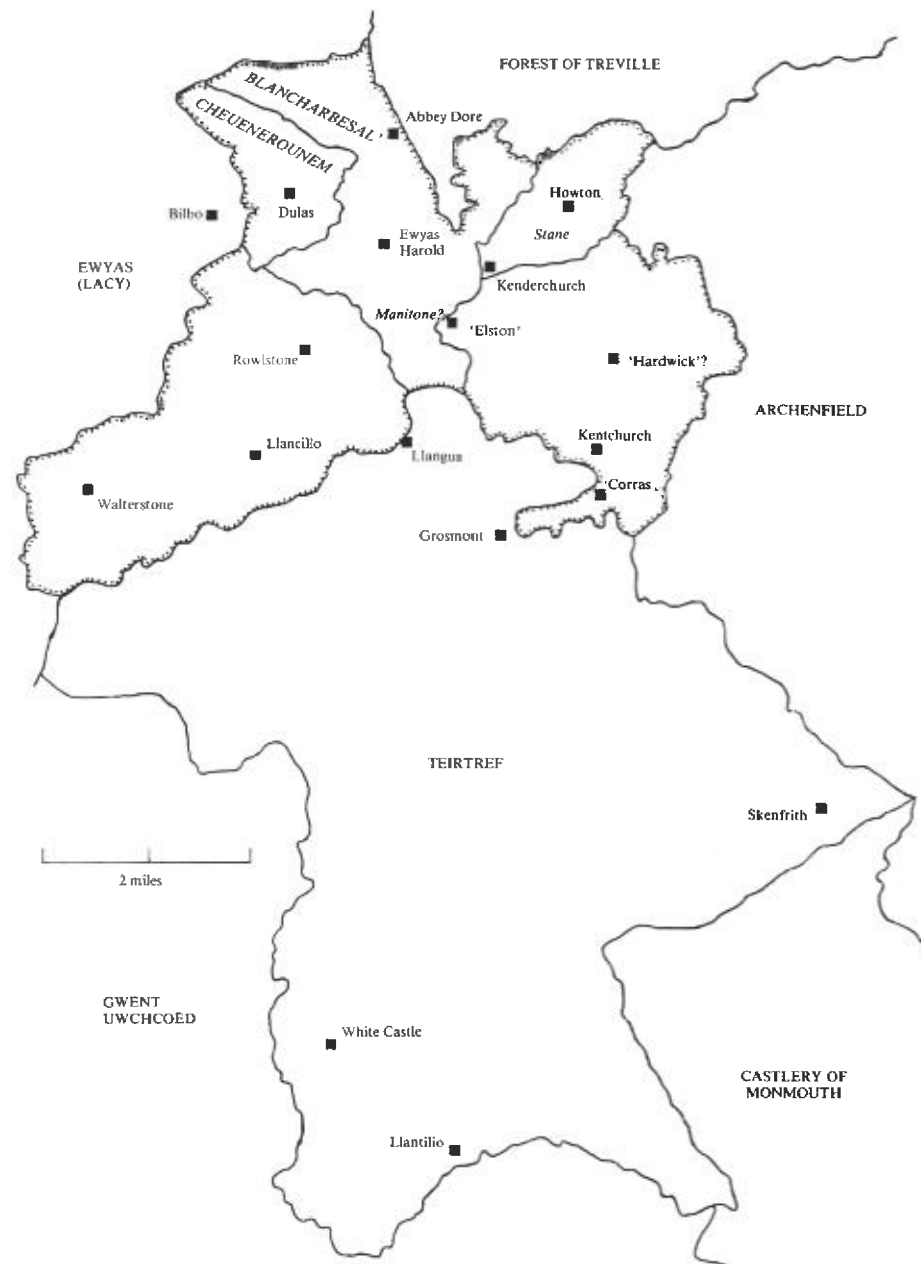 FOREST OF TREVILLE
BLANCHARBESAL'
CHEUENEROUNEM
Abbey Dore
Howton
Dulas
Bilbo
Stane
Ewyas
Harold
EWYAS
(LACY)
Kenderchurch
Manitone?
'Elston'
Rowlstone
'Hardwick'?
ARCHENFIELD
Kentchurch
Llancillo
Llangua
'Corras'
Walterstone
Grosmont
TEIRTREF
Skenfrith
2 miles
GWENT
UWCHCOED
White Castle
CASTLERY OF
MONMOUTH
Llantilio